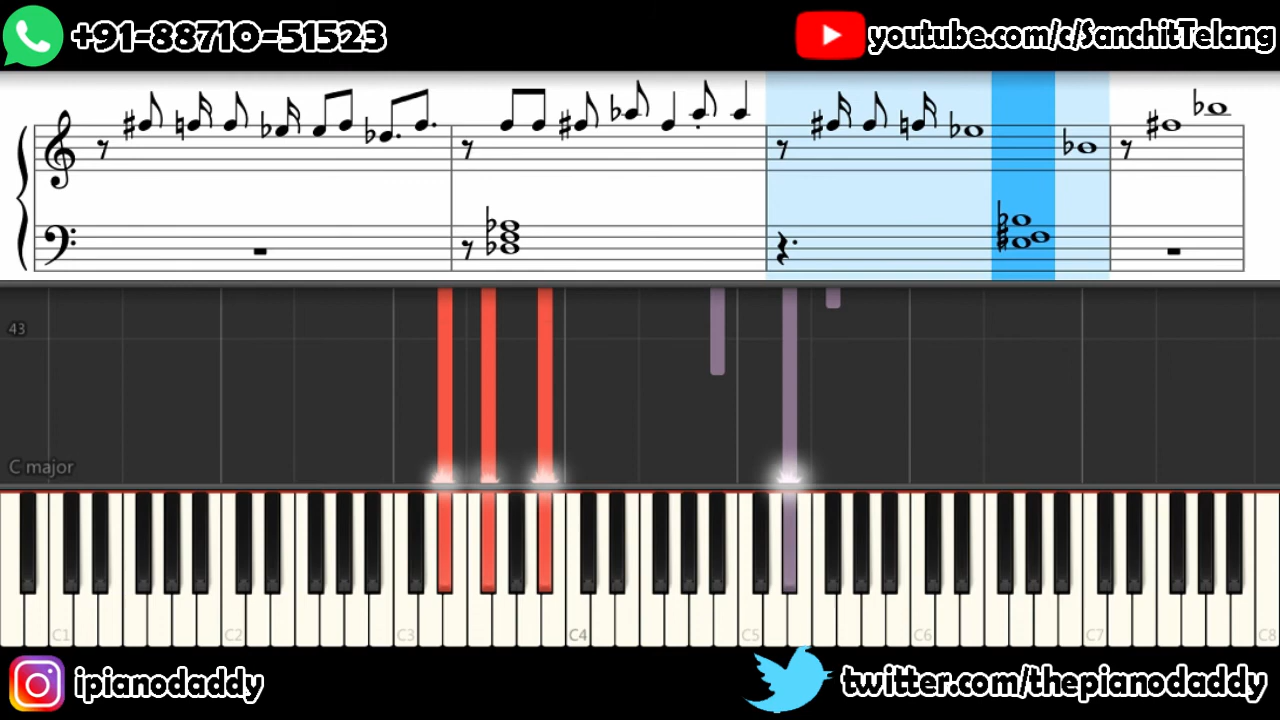 +91-88710-51523
youtube.com/c/SanchitTelang
43
C major
C1 C2 C3 C4 C5 C6 C7 C8
ipianodaddy
twitter.com/thepianodaddy